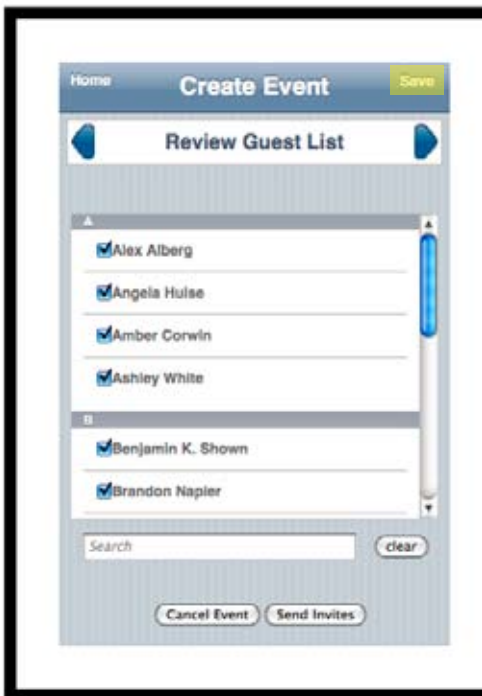 Home Create Event Save
Review Guest List
A
Alex Alberg
Angela Hulse
Amber Corwin
Ashley White
B
Benjamin K. Shown
Brandon Napier
Search clear
Cancel Event Send Invites